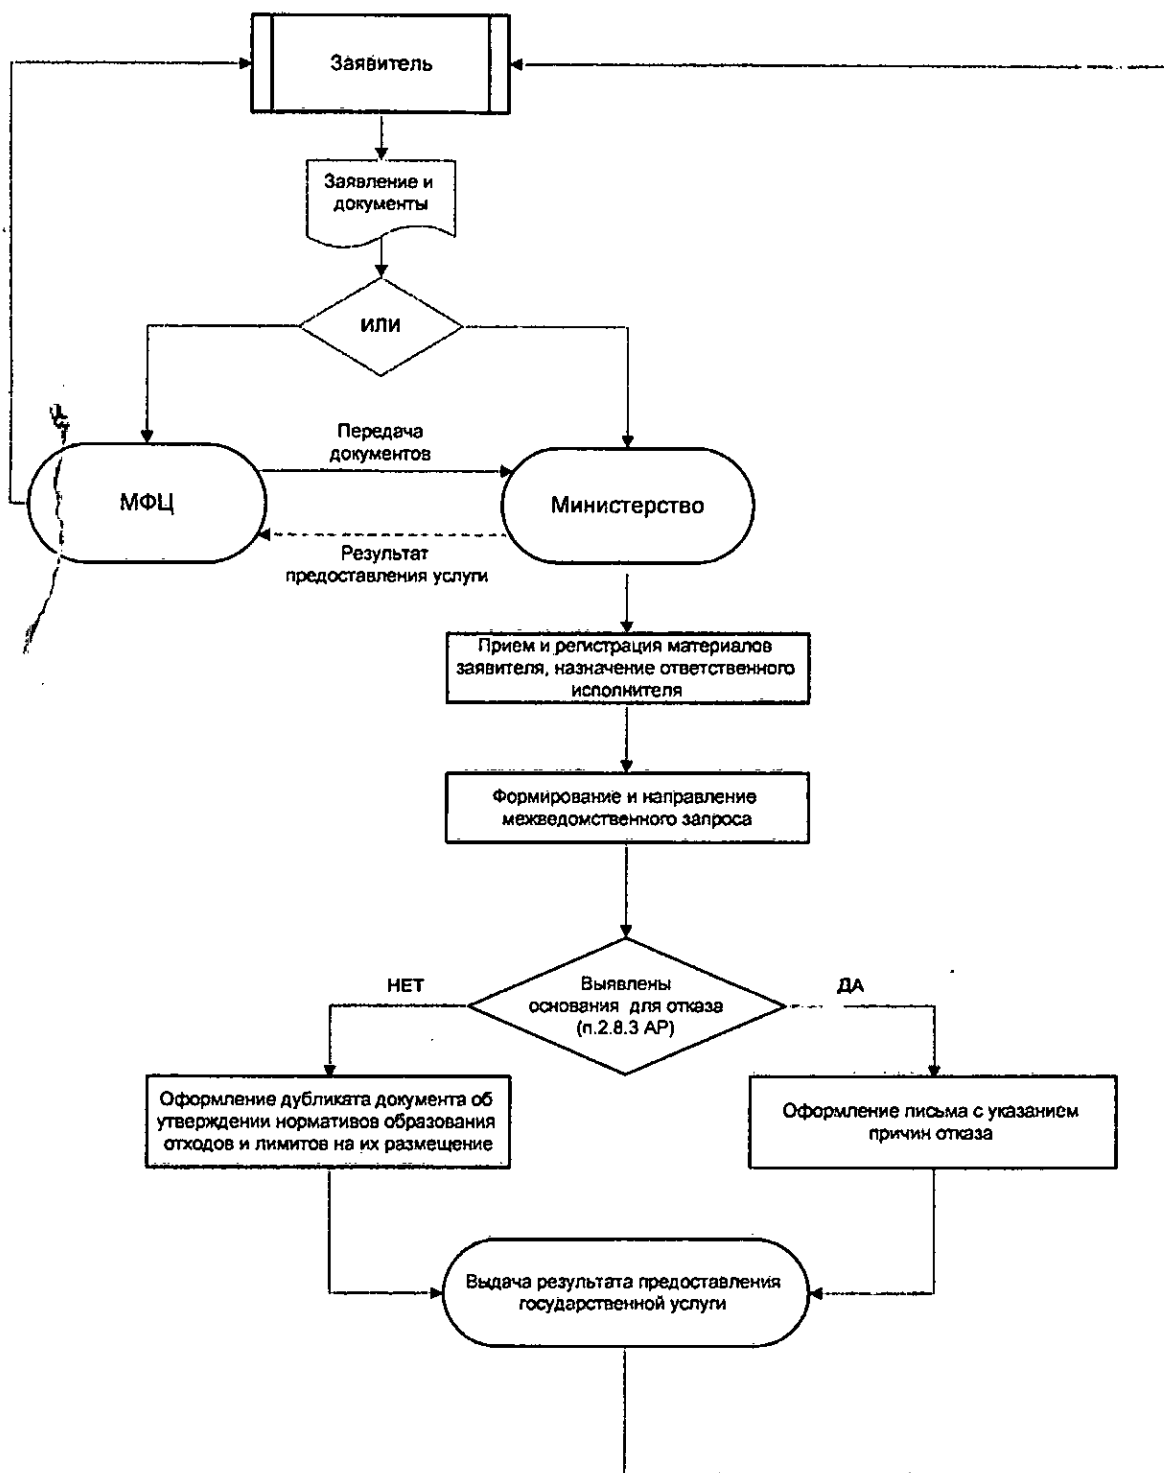 Заявитель
Заявление и
документы
ИЛИ
Передача
документов
МФЦ
Министерство
Результат
предоставления услуги
Прием и регистрация материалов
заявителя, назначение ответственного
исполнителя
Формирование и направление
межведомственного запроса
НЕТ
Выявлены
основания для отказа
(п.2.8.3 АР)
ДА
Оформление дубликата документа об
утверждении нормативов образования
отходов и лимитов на их размещение
Оформление письма с указанием
причин отказа
Выдача результата предоставления
государственной услуги